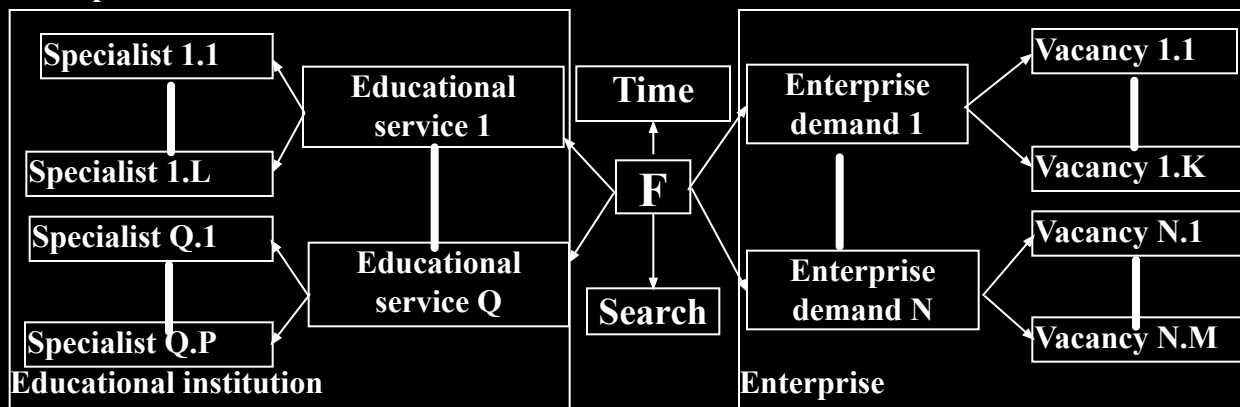 Specialist 1.1
Specialist 1.L
Specialist Q.1
Specialist Q.P
Educational institution
Educational
service 1
Educational
service Q
Time
F
Search
Enterprise
demand 1
Enterprise
demand N
Vacancy 1.1
Vacancy 1.K
Vacancy N.1
Vacancy N.M
Enterprise